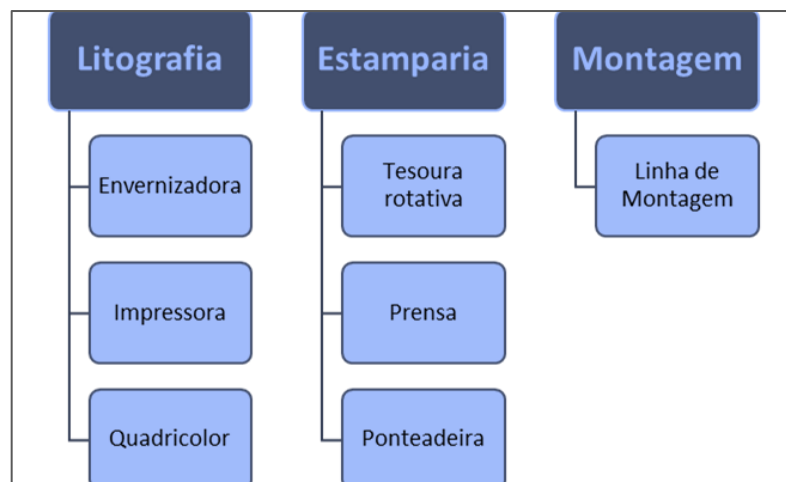 Litografia
Envernizadora
Impressora
Quadricolor
Estamparia
Tesoura
rotativa
Prensa
Ponteadeira
Montagem
Linha de
Montagem